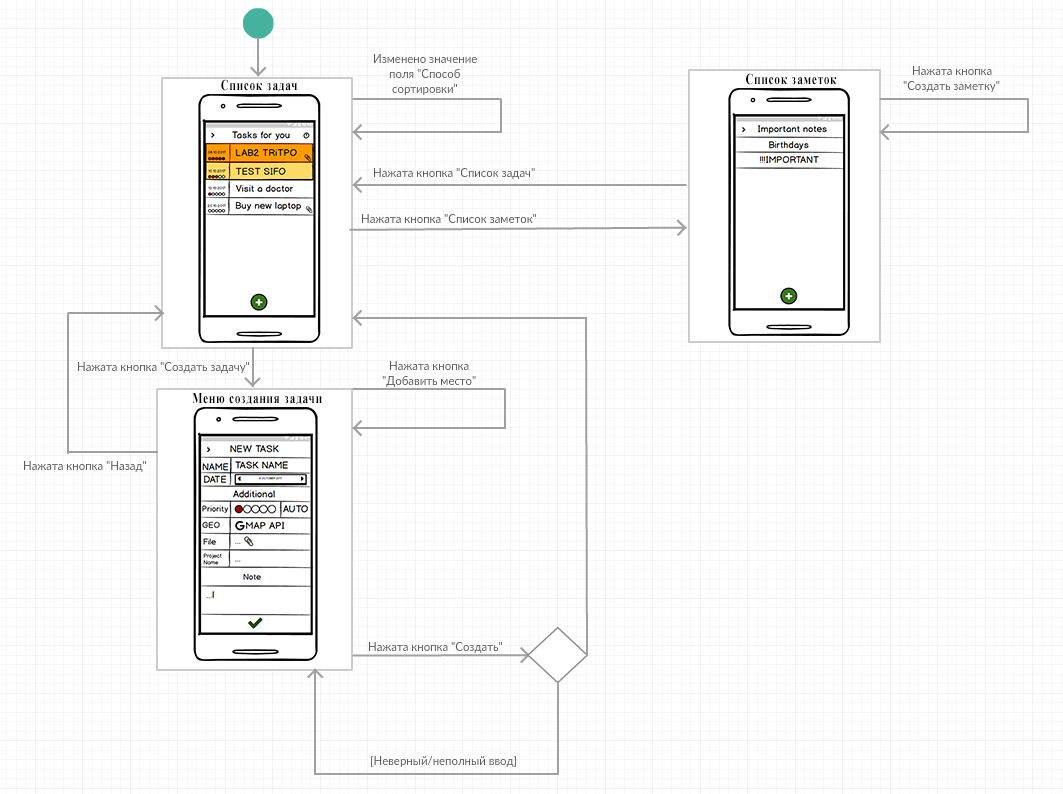 Изменено значение
поля "Способ
сортировки"
Список задач
Tasks for you
LAB2 TRiTPO
TEST SIFO
Visit a doctor
Buy new laptop
Список заметок
Important notes
Birthdays
!!!IMPORTANT
Нажата кнопка
"Создать заметку"
Нажата кнопка "Список задач"
Нажата кнопка "Список заметок"
Нажата кнопка "Создать задачу"
Нажата кнопка
"Добавить место"
Нажата кнопка "Назад"
Меню создания задачи
NEW TASK
NAME TASK NAME
DATE
Additional
Priority AUTO
GEO GMAP API
File ...
Project
Name ...
Note
...|
Нажата кнопка "Создать"
[Неверный/неполный ввод]